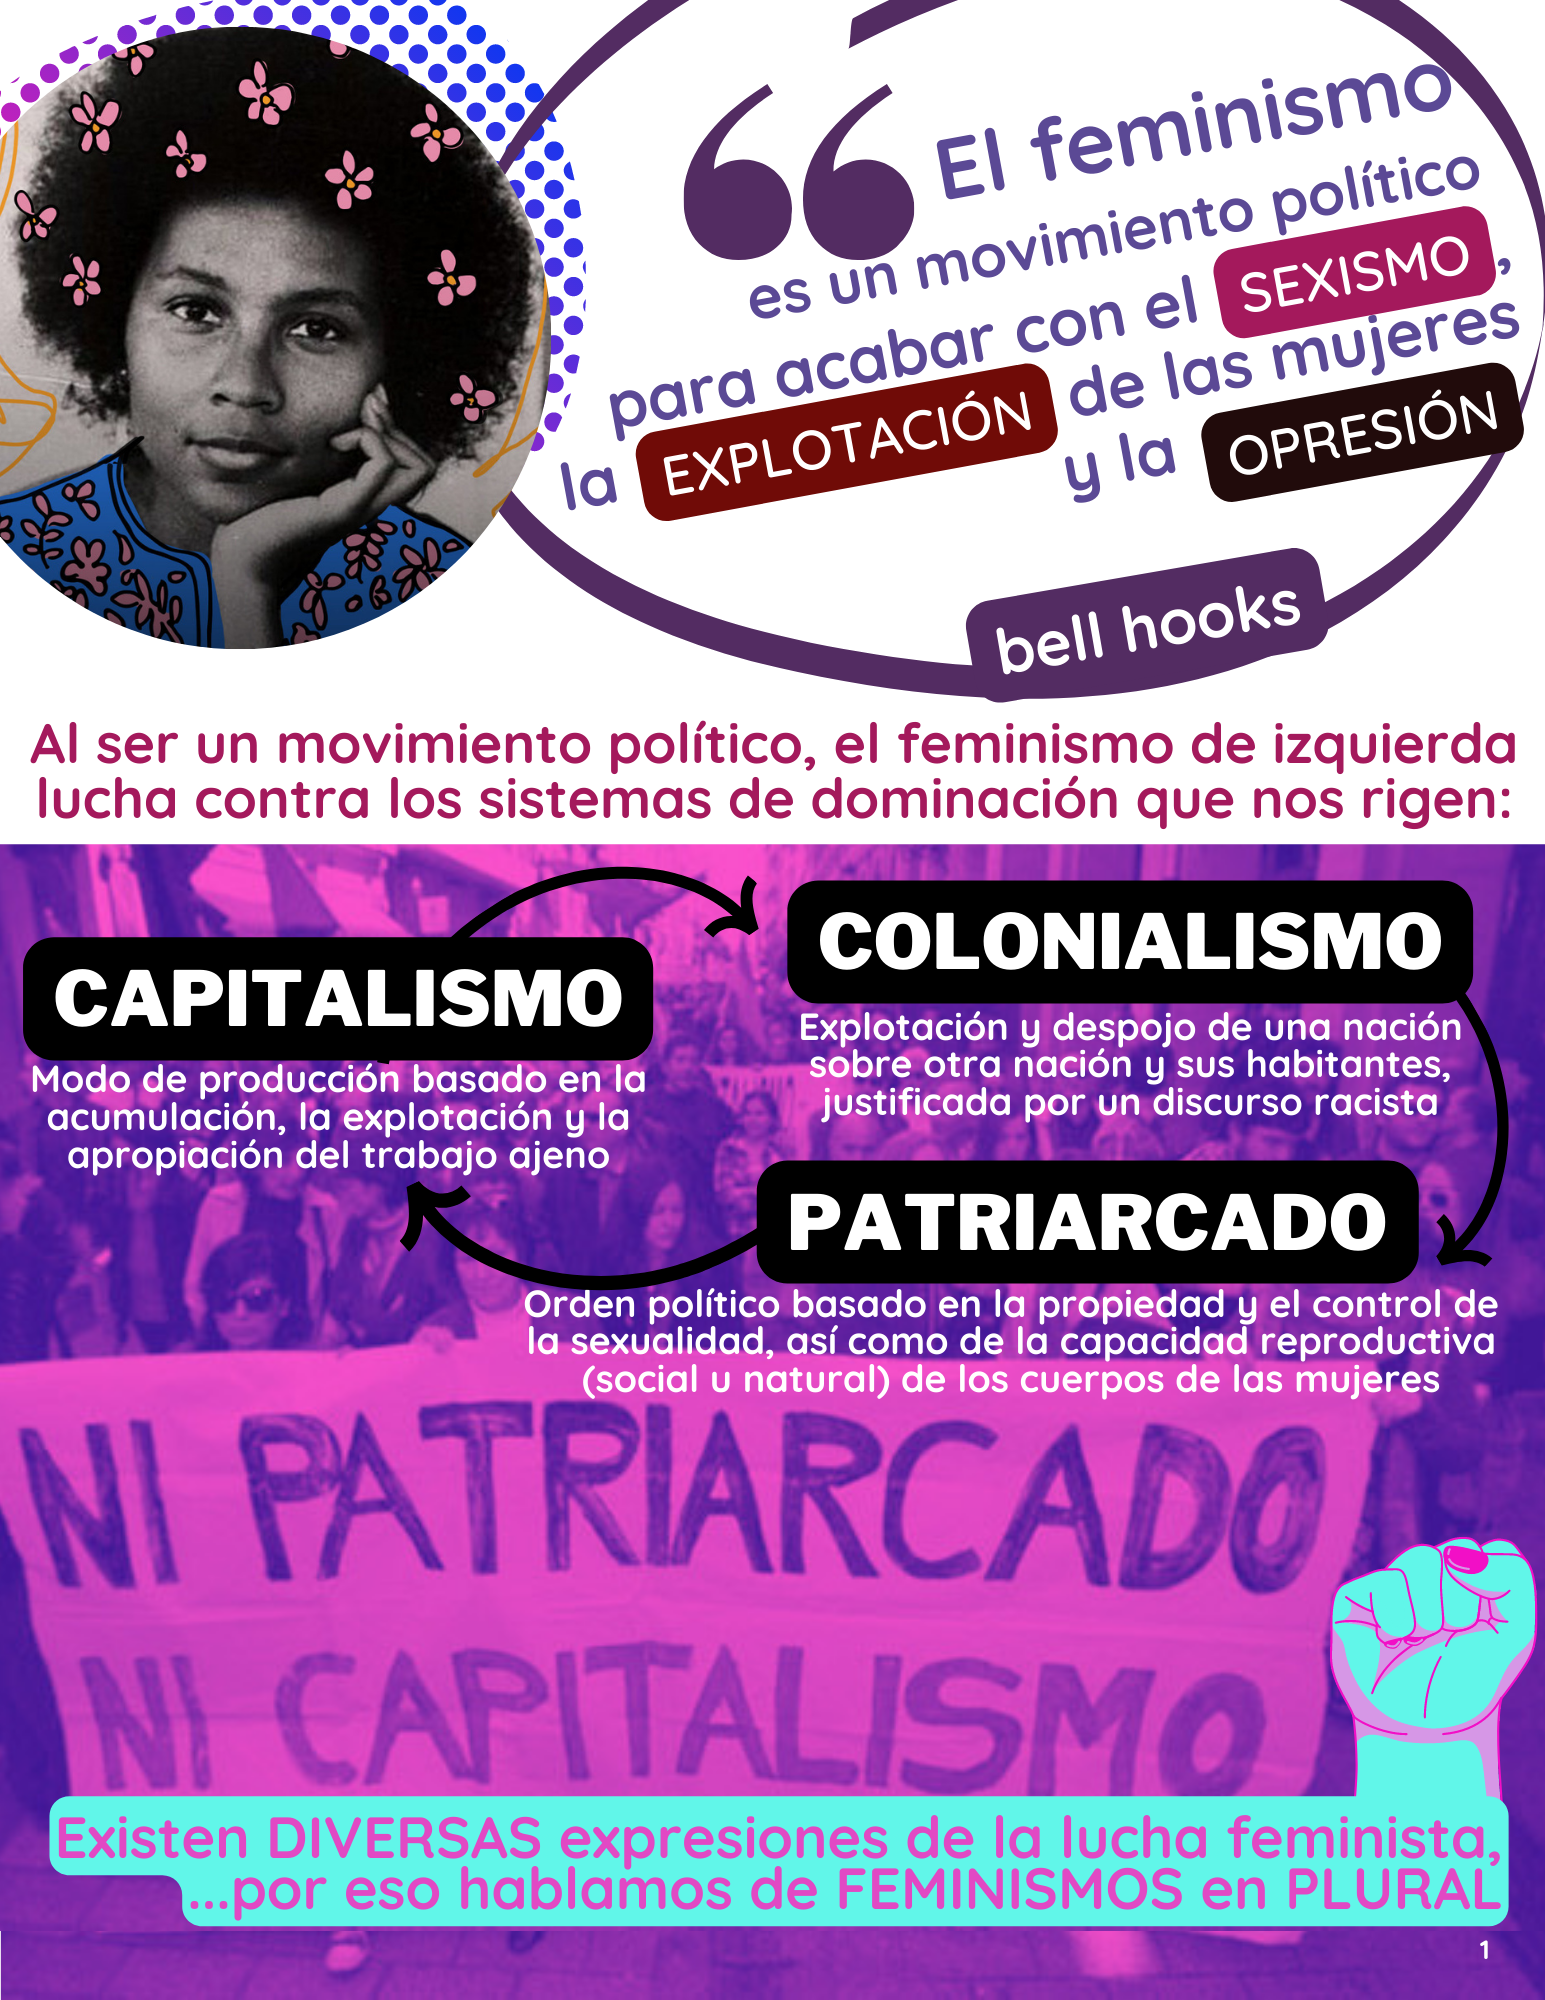 El feminismo
es un movimiento político
para acabar con el SEXISMO,
la EXPLOTACIÓN de las mujeres
y la OPRESIÓN
bell hooks
Al ser un movimiento político, el feminismo de izquierda
lucha contra los sistemas de dominación que nos rigen:
CAPITALISMO
Modo de producción basado en la
acumulación, la explotación y la
apropiación del trabajo ajeno
COLONIALISMO
Explotación y despojo de una nación
sobre otra nación y sus habitantes,
justificada por un discurso racista
PATRIARCADO
Orden político basado en la propiedad y el control de
la sexualidad, así como de la capacidad reproductiva
(social u natural) de los cuerpos de las mujeres
NI PATRIARCADO
NI CAPITALISMO
Existen DIVERSAS expresiones de la lucha feminista,
...por eso hablamos de FEMINISMOS en PLURAL
1